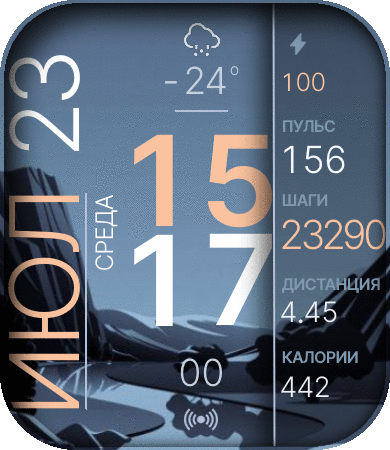 ИЮЛ 23
СРЕДА
-24°
15
17
00
100
ПУЛЬС
156
ШАГИ
23290
ДИСТАНЦИЯ
4.45
КАЛОРИИ
442